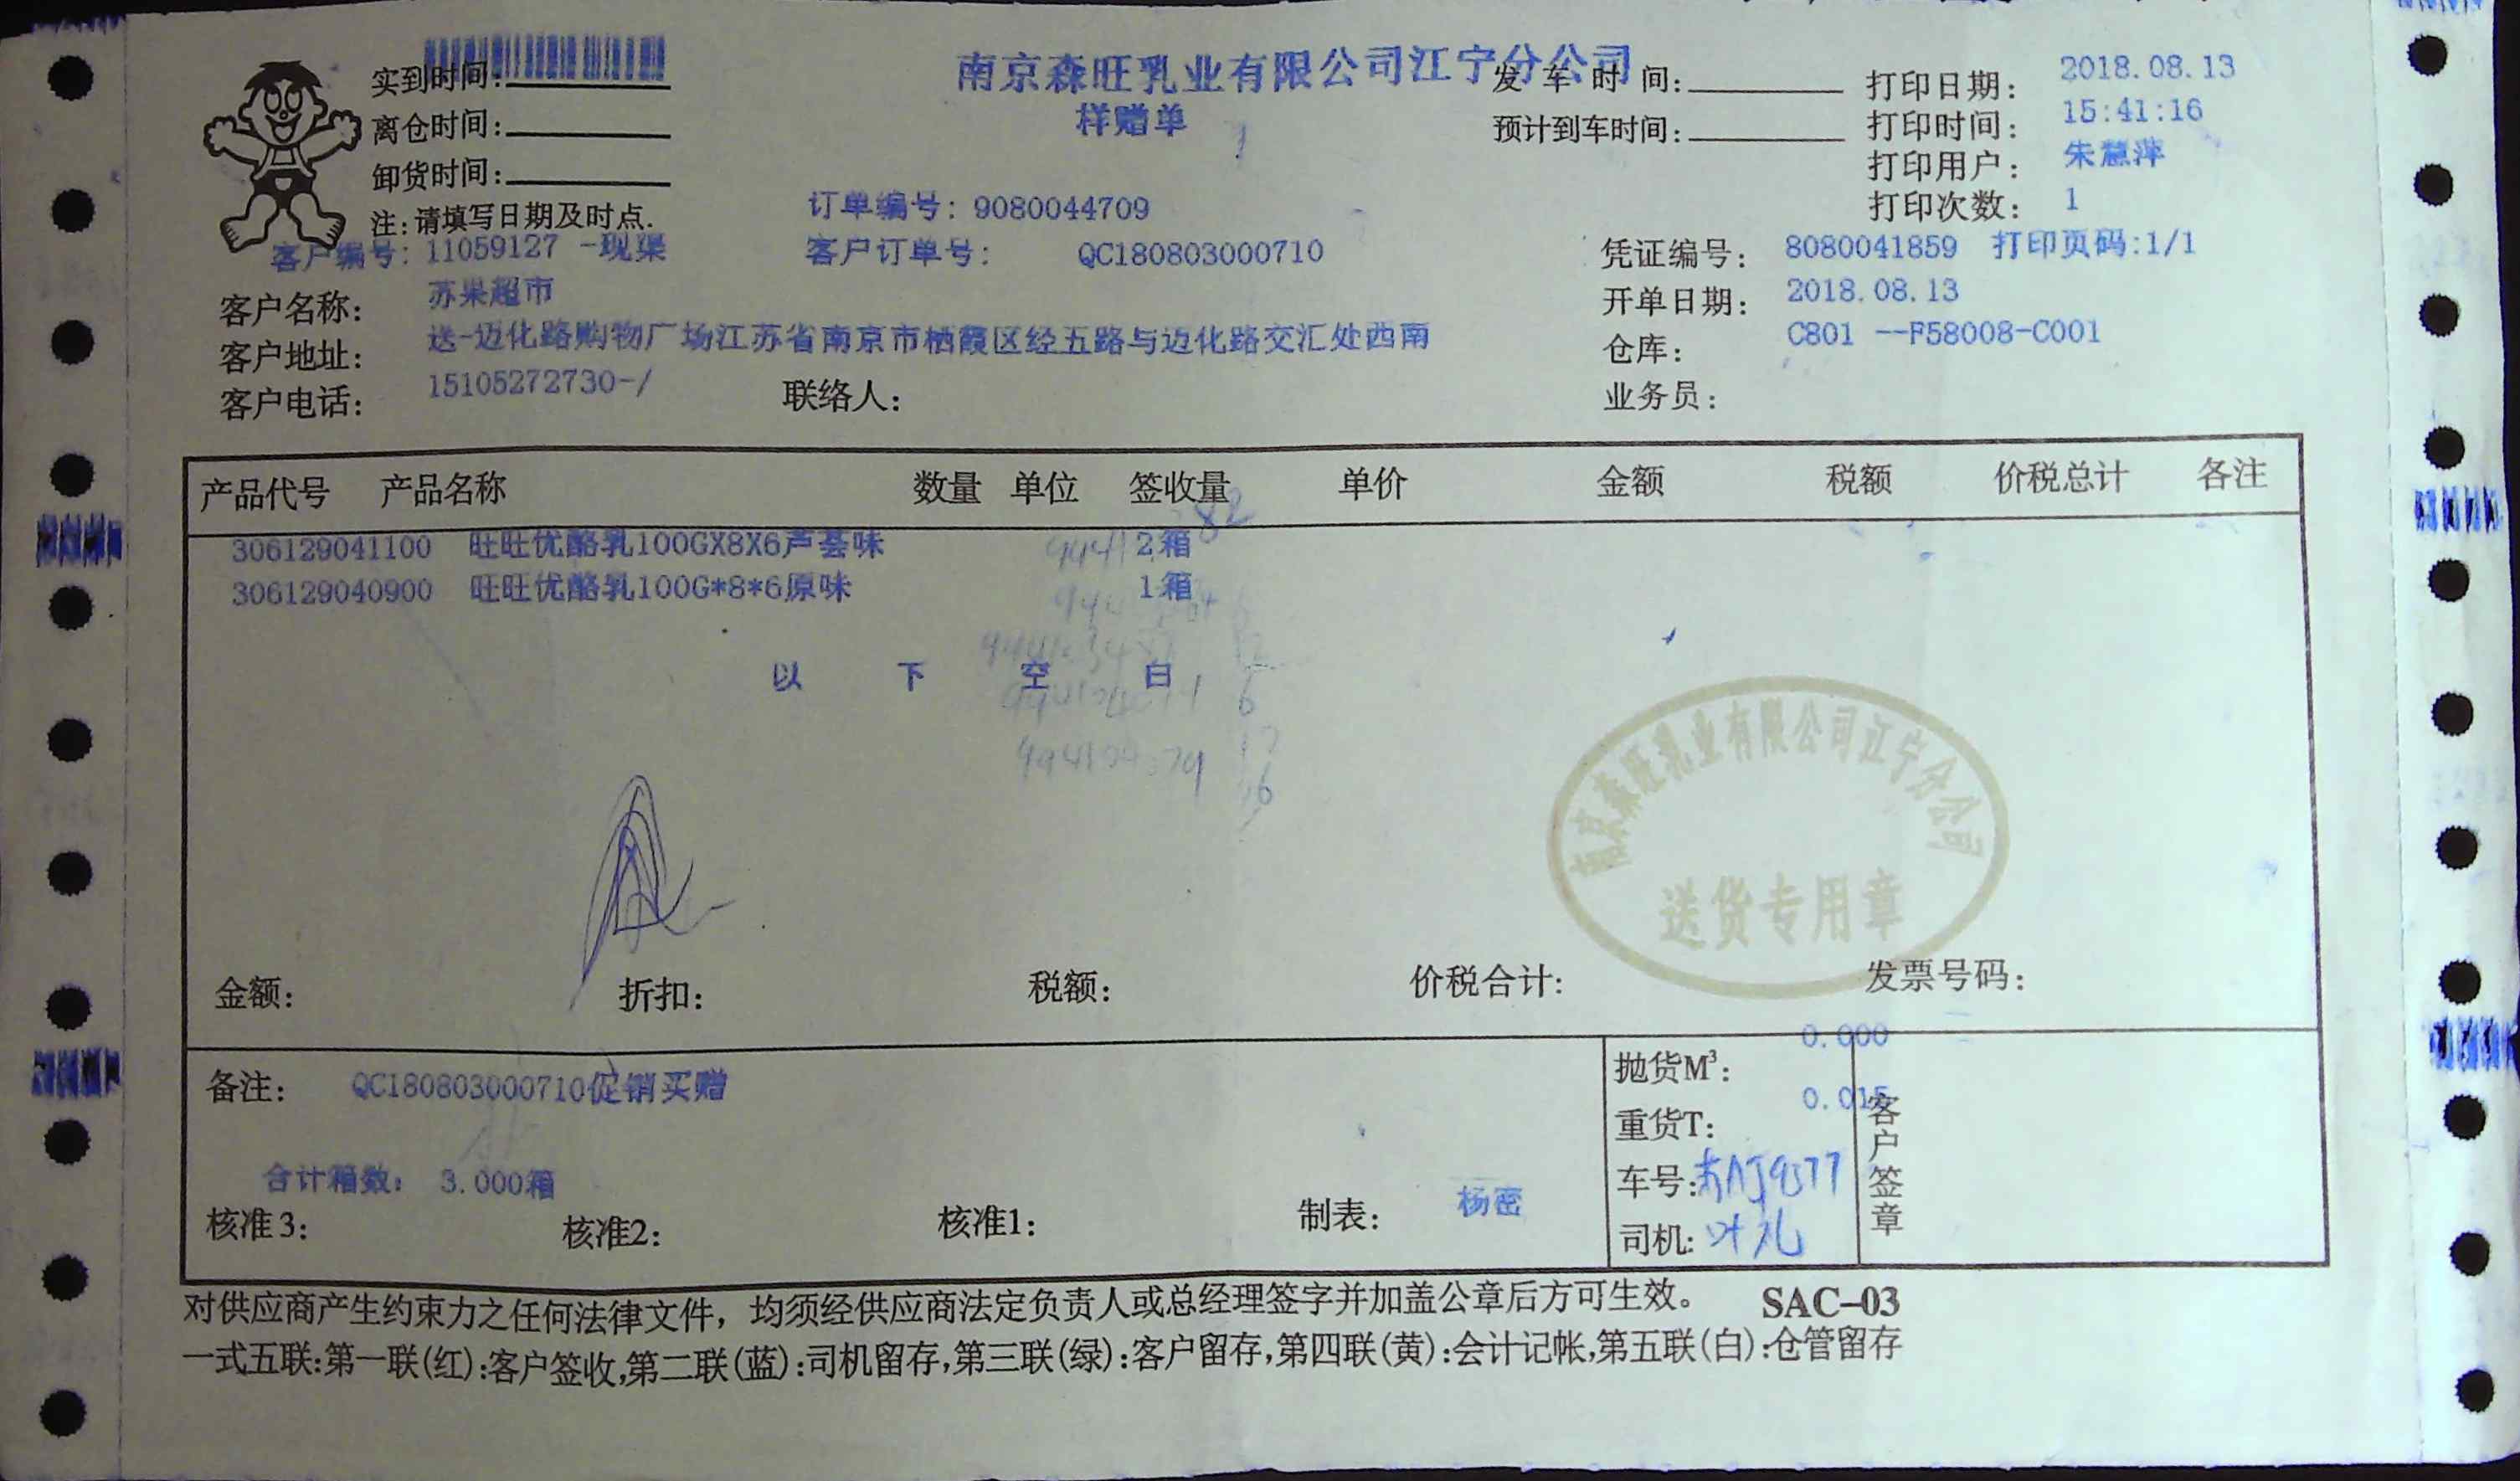 南京森旺乳业有限公司江宁分公司
样赠单
实到时间:
离仓时间:
卸货时间:
注:请填写日期及时点.
发车时间:
预计到车时间:
打印日期: 2018.08.13
打印时间: 15:41:16
打印用户: 朱慧萍
打印次数: 1
订单编号: 9080044709
客户编号: 11059127 -现渠
客户订单号: QC180803000710
凭证编号: 8080041859 打印页码:1/1
客户名称: 苏果超市
开单日期: 2018.08.13
客户地址: 送-迈化路购物广场江苏省南京市栖霞区经五路与迈化路交汇处西南
仓库: C801 --F58008-C001
客户电话: 15105272730-/
联络人:
业务员:
产品代号 产品名称 数量 单位 签收量 单价 金额 税额 价税总计 各注
306129041100 旺旺优酪乳100GX8X6芦荟味 2箱
306129040900 旺旺优酪乳100G*8*6原味 1箱
以下空白
南京森旺乳业有限公司江宁分公司
送货专用章
金额: 折扣: 税额: 价税合计: 发票号码:
备注: QC180803000710促销买赠
合计箱数: 3.000箱
核准3: 核准2: 核准1: 制表: 杨密
抛货M³: 0.000
重货T: 0.015
车号:
司机:
客户签章
对供应商产生约束力之任何法律文件，均须经供应商法定负责人或总经理签字并加盖公章后方可生效。 SAC-03
一式五联:第一联(红):客户签收,第二联(蓝):司机留存,第三联(绿):客户留存,第四联(黄):会计记帐,第五联(白):仓管留存